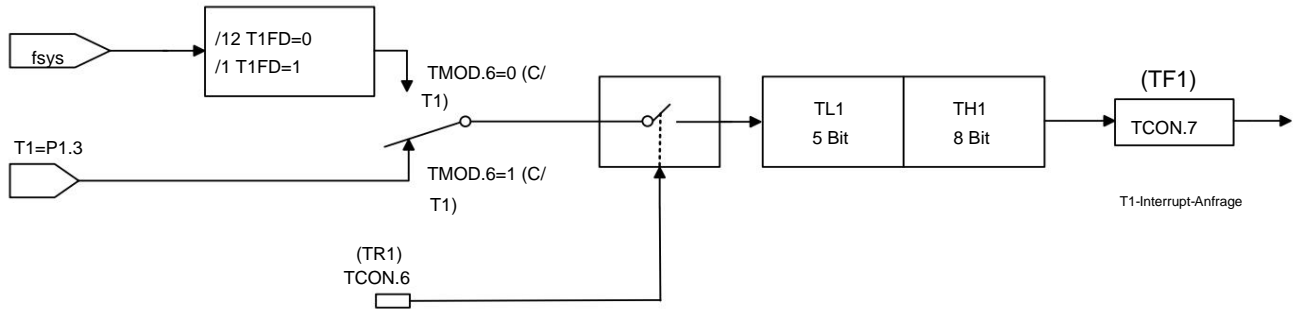 fsys
/12 T1FD=0
/1 T1FD=1
TMOD.6=0 (C/
T1)
T1=P1.3
TMOD.6=1 (C/
T1)
(TR1)
TCON.6
TL1
5 Bit
TH1
8 Bit
(TF1)
TCON.7
T1-Interrupt-Anfrage